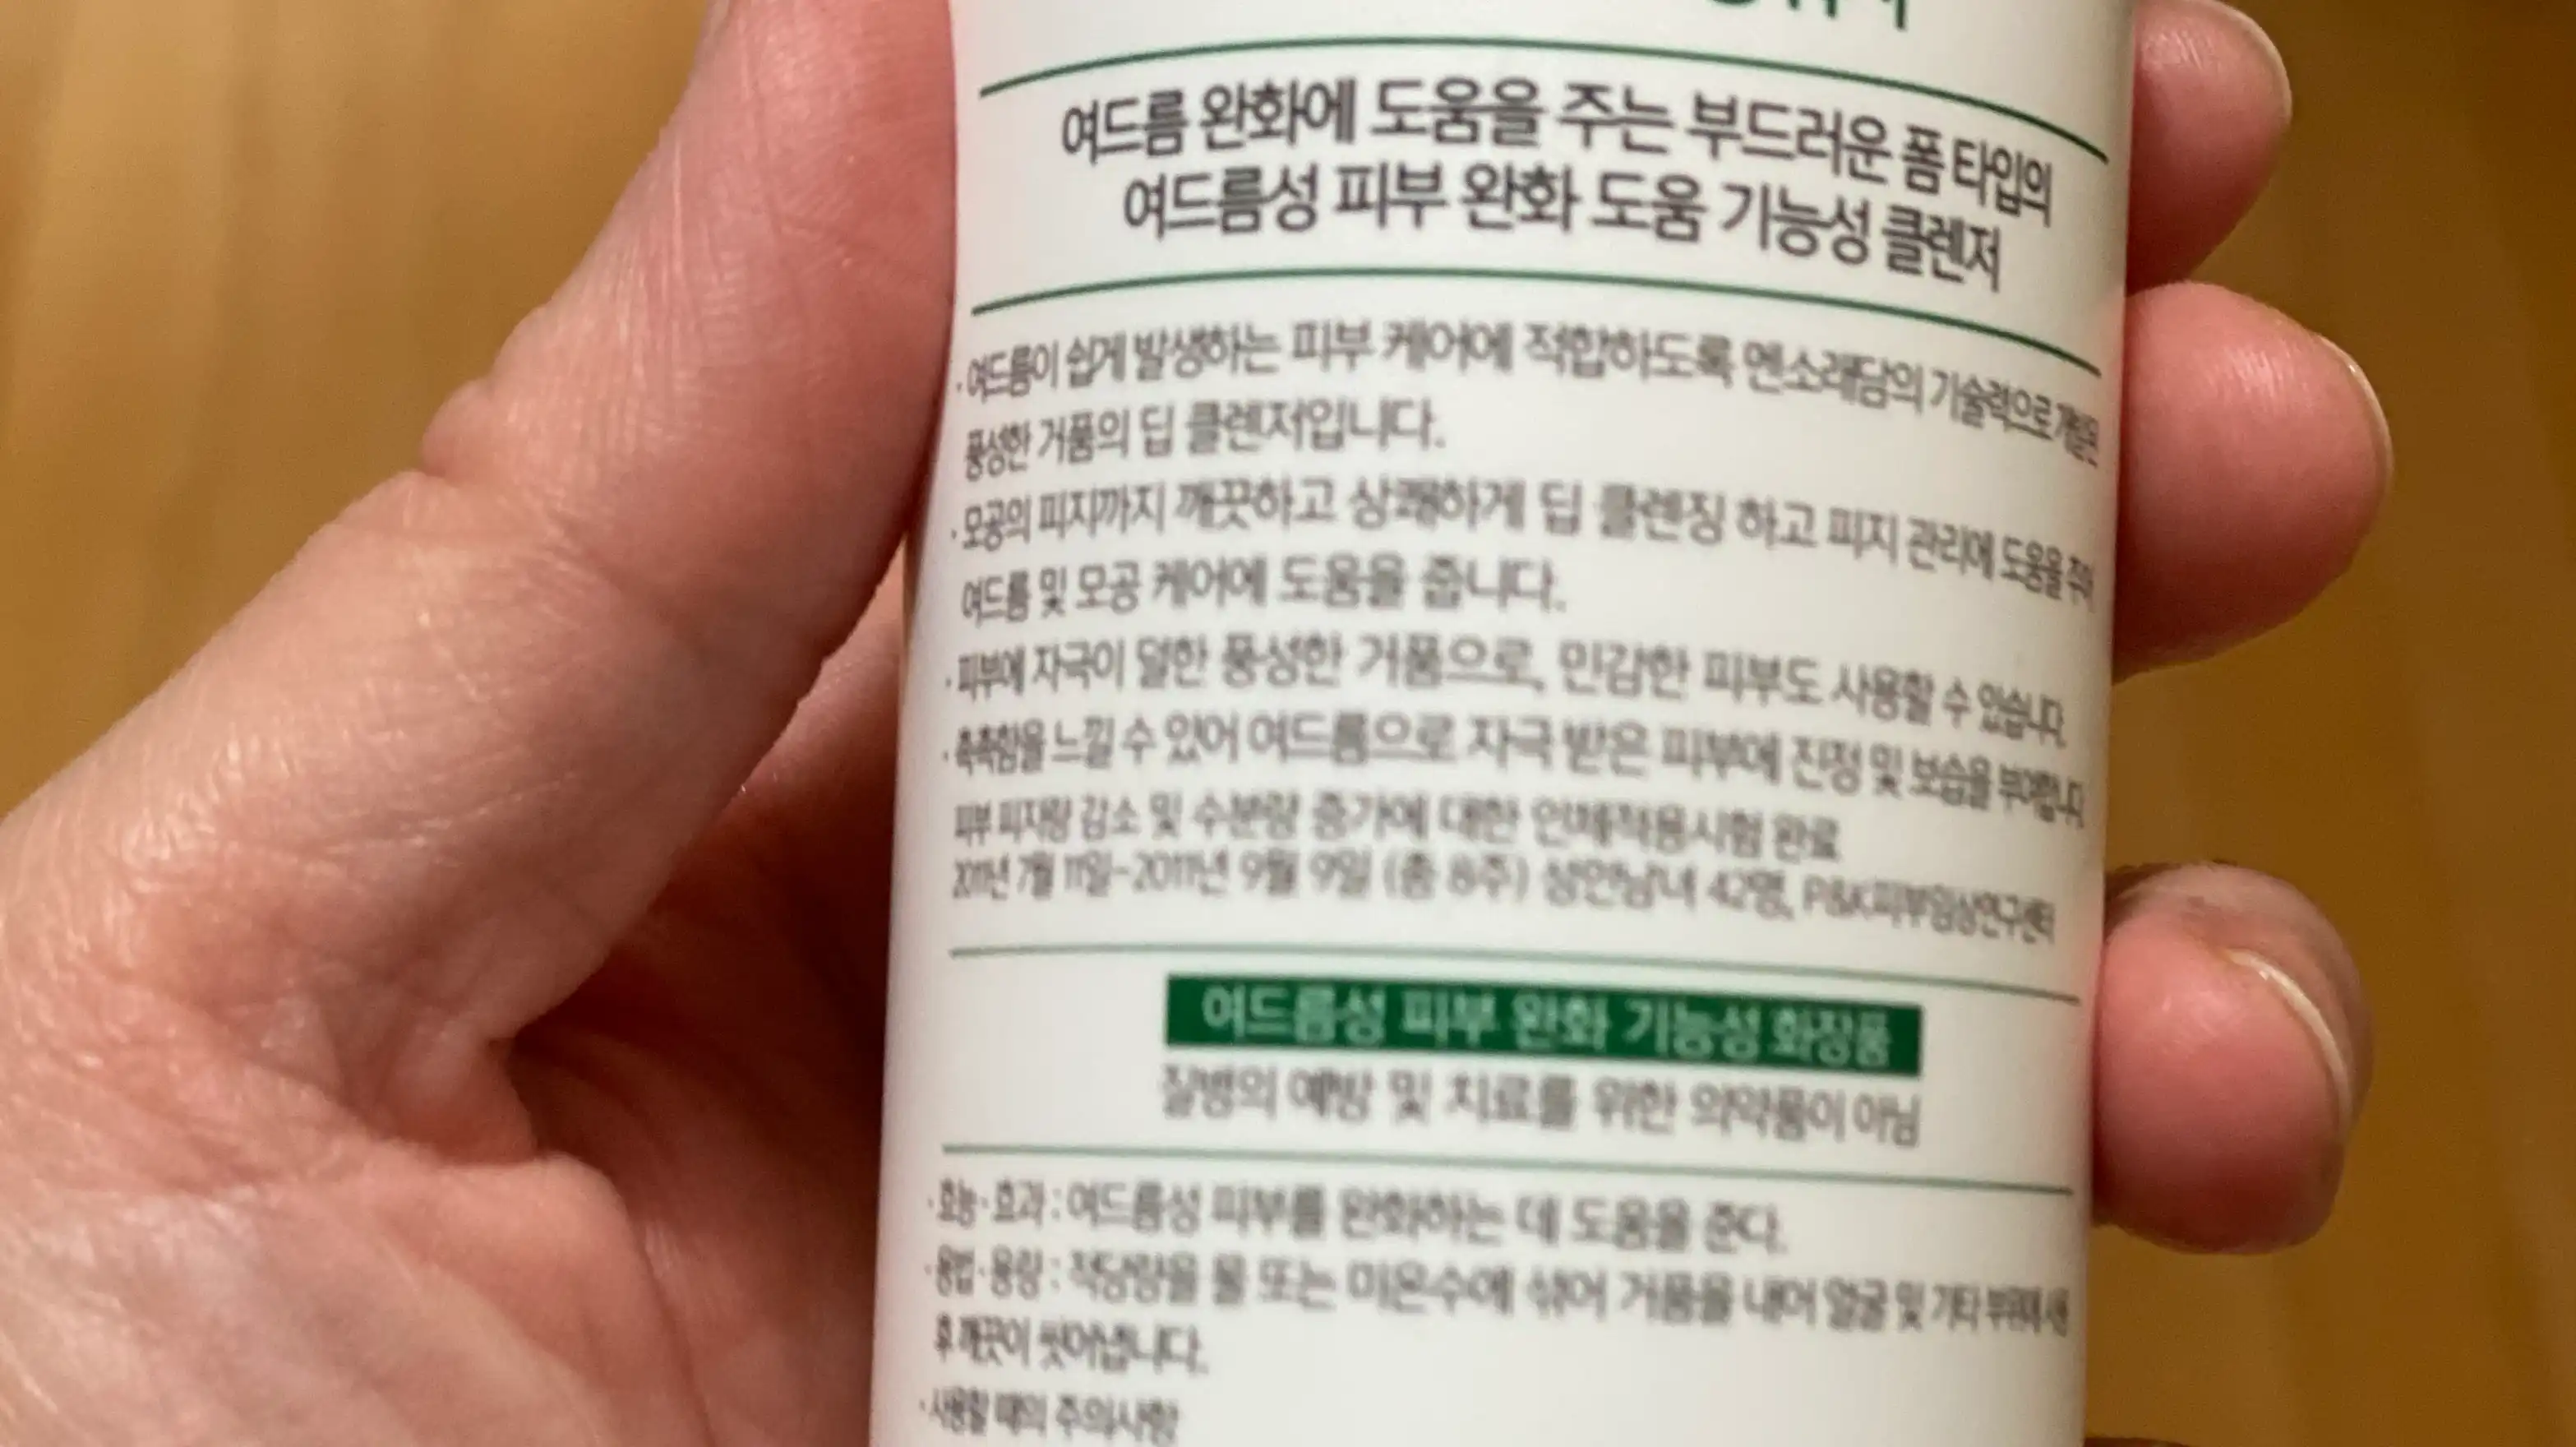 여드름 완화에 도움을 주는 부드러운 폼 타입의
여드름성 피부 완화 도움 기능성 클렌저
· 여드름이 쉽게 발생하는 피부 케어에 적합하도록 멘소래담의 기술력으로 개발된
풍성한 거품의 딥 클렌저입니다.
· 모공의 피지까지 깨끗하고 상쾌하게 딥 클렌징 하고 피지 관리에 도움을 주어
여드름 및 모공 케어에 도움을 줍니다.
· 피부에 자극이 덜한 풍성한 거품으로, 민감한 피부도 사용할 수 있습니다.
· 촉촉함을 느낄 수 있어 여드름으로 자극 받은 피부에 진정 및 보습을 부여합니다.
피부 피지량 감소 및 수분량 증가에 대한 인체적용시험 완료
2011년 7월 11일-2011년 9월 9일 (총 8주) 성인남녀 42명, P&K피부임상연구센터
여드름성 피부 완화 기능성 화장품
질병의 예방 및 치료를 위한 의약품이 아님
· 효능·효과 : 여드름성 피부를 완화하는 데 도움을 준다.
· 용법·용량 : 적당량을 물 또는 미온수에 섞어 거품을 내어 얼굴 및 기타 부위에 사용
후 깨끗이 씻어냅니다.
· 사용할 때의 주의사항